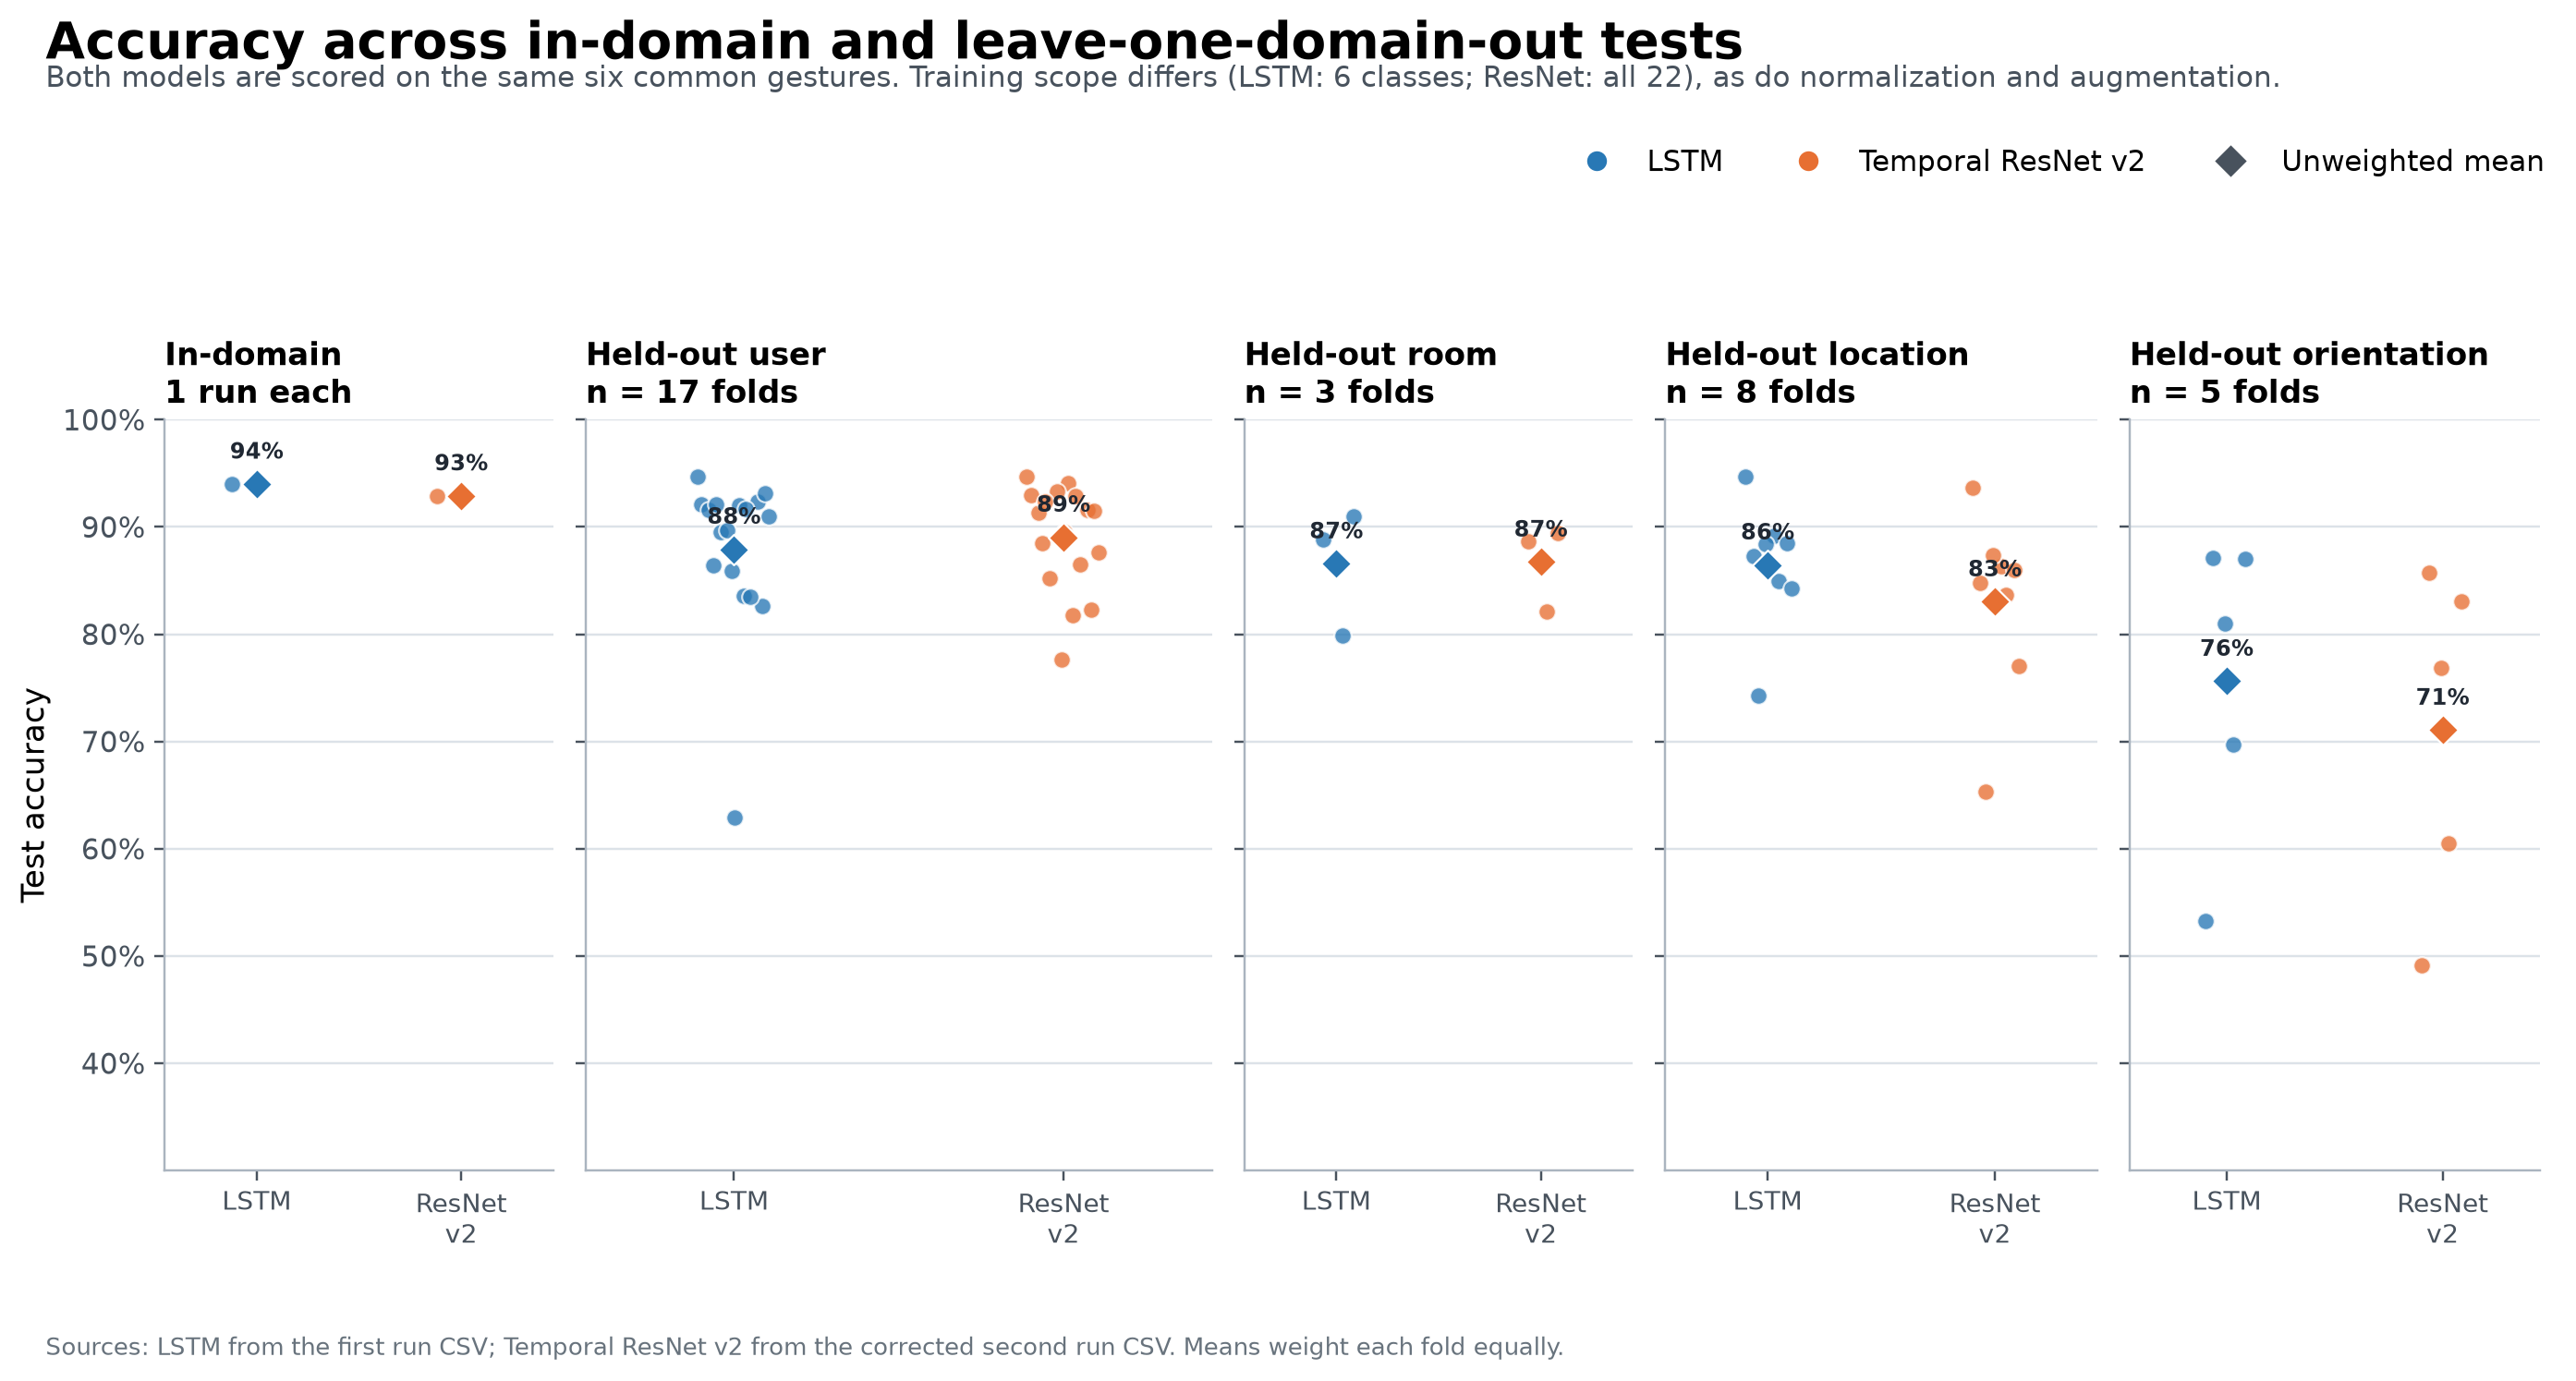 Accuracy across in-domain and leave-one-domain-out tests
Both models are scored on the same six common gestures. Training scope differs (LSTM: 6 classes; ResNet: all 22), as do normalization and augmentation.
LSTM
Temporal ResNet v2
Unweighted mean
In-domain
1 run each
Held-out user
n = 17 folds
Held-out room
n = 3 folds
Held-out location
n = 8 folds
Held-out orientation
n = 5 folds
Test accuracy
100%
90%
80%
70%
60%
50%
40%
94%
93%
88%
89%
87%
87%
86%
83%
76%
71%
LSTM
ResNet
v2
LSTM
ResNet
v2
LSTM
ResNet
v2
LSTM
ResNet
v2
LSTM
ResNet
v2
Sources: LSTM from the first run CSV; Temporal ResNet v2 from the corrected second run CSV. Means weight each fold equally.